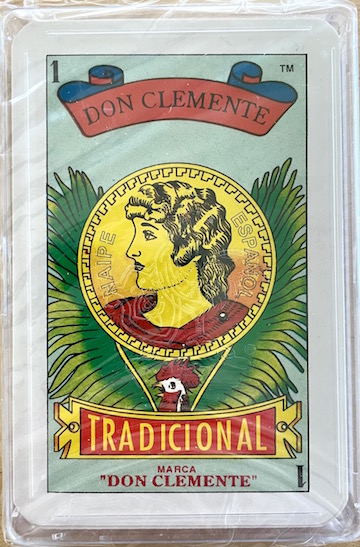 1
TM
DON CLEMENTE
NAIPE ESPAÑOL
TRADICIONAL
MARCA
"DON CLEMENTE"
1